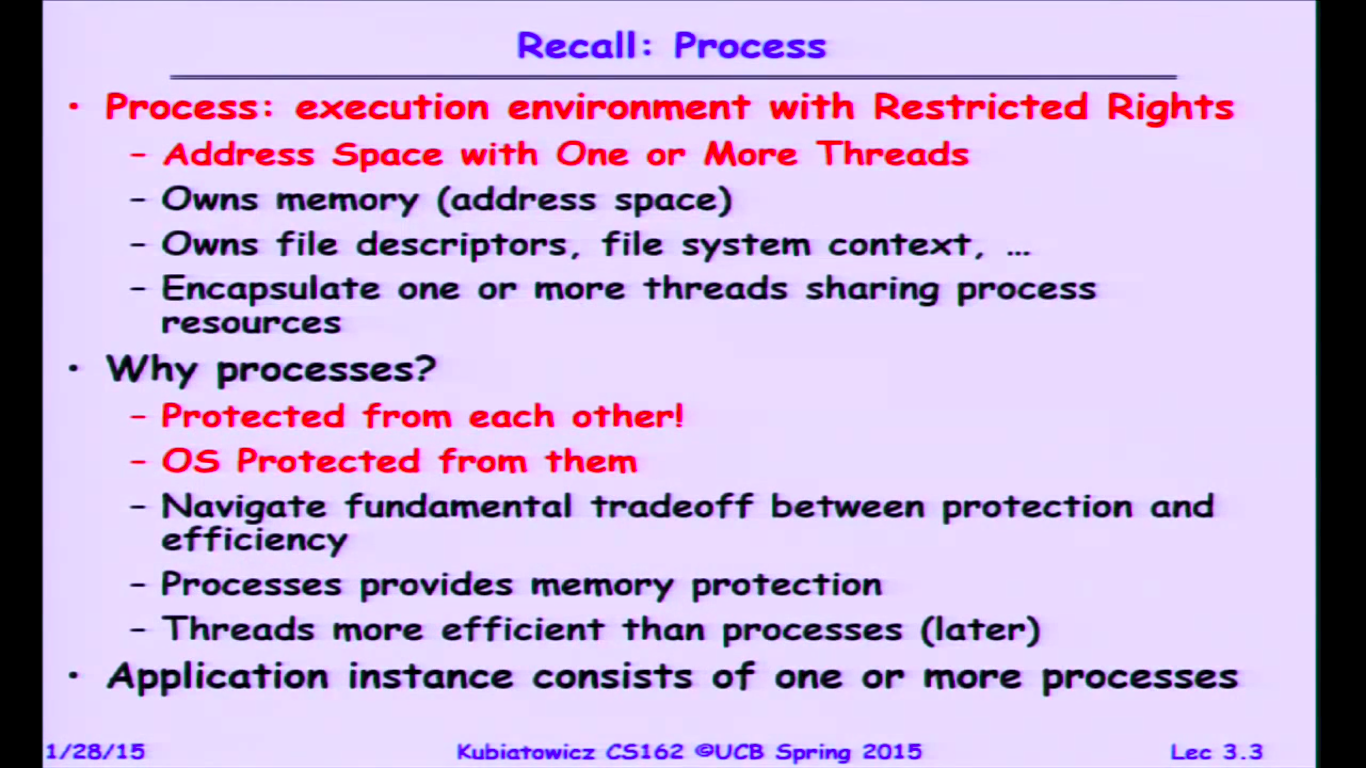 Recall: Process
• Process: execution environment with Restricted Rights
– Address Space with One or More Threads
– Owns memory (address space)
– Owns file descriptors, file system context, …
– Encapsulate one or more threads sharing process
resources
• Why processes?
– Protected from each other!
– OS Protected from them
– Navigate fundamental tradeoff between protection and
efficiency
– Processes provides memory protection
– Threads more efficient than processes (later)
• Application instance consists of one or more processes
1/28/15 Kubiatowicz CS162 ©UCB Spring 2015 Lec 3.3